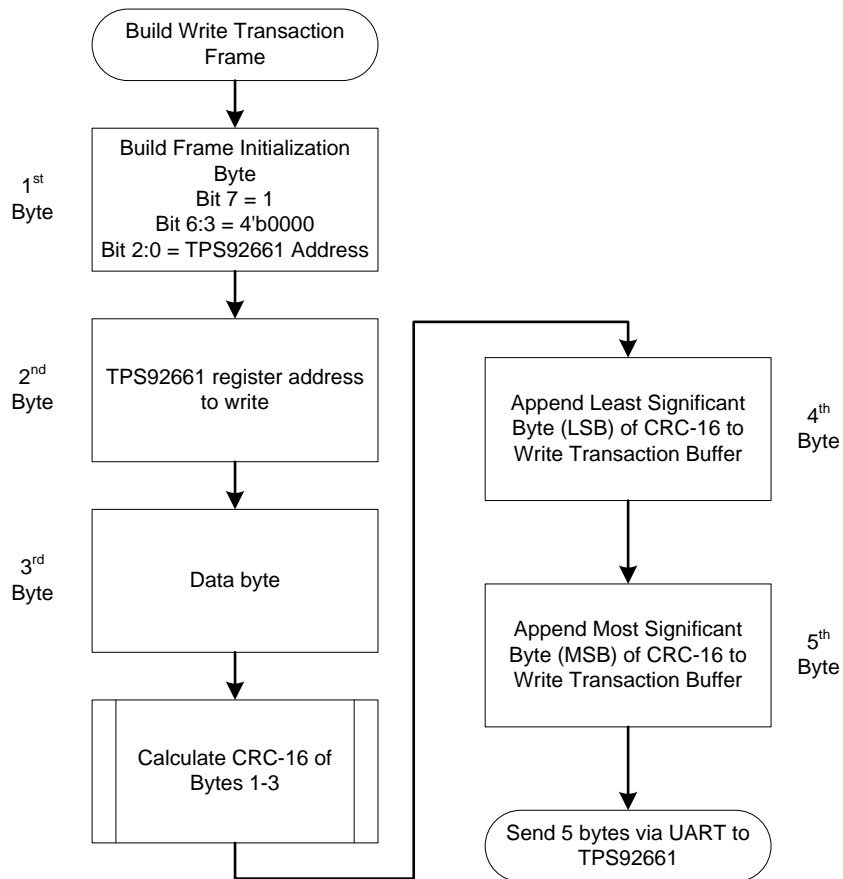 Build Write Transaction
Frame
1st
Byte
Build Frame Initialization
Byte
Bit 7 = 1
Bit 6:3 = 4'b0000
Bit 2:0 = TPS92661 Address
2nd
Byte
TPS92661 register address
to write
3rd
Byte
Data byte
Calculate CRC-16 of
Bytes 1-3
Append Least Significant
Byte (LSB) of CRC-16 to
Write Transaction Buffer
4th
Byte
Append Most Significant
Byte (MSB) of CRC-16 to
Write Transaction Buffer
5th
Byte
Send 5 bytes via UART to
TPS92661